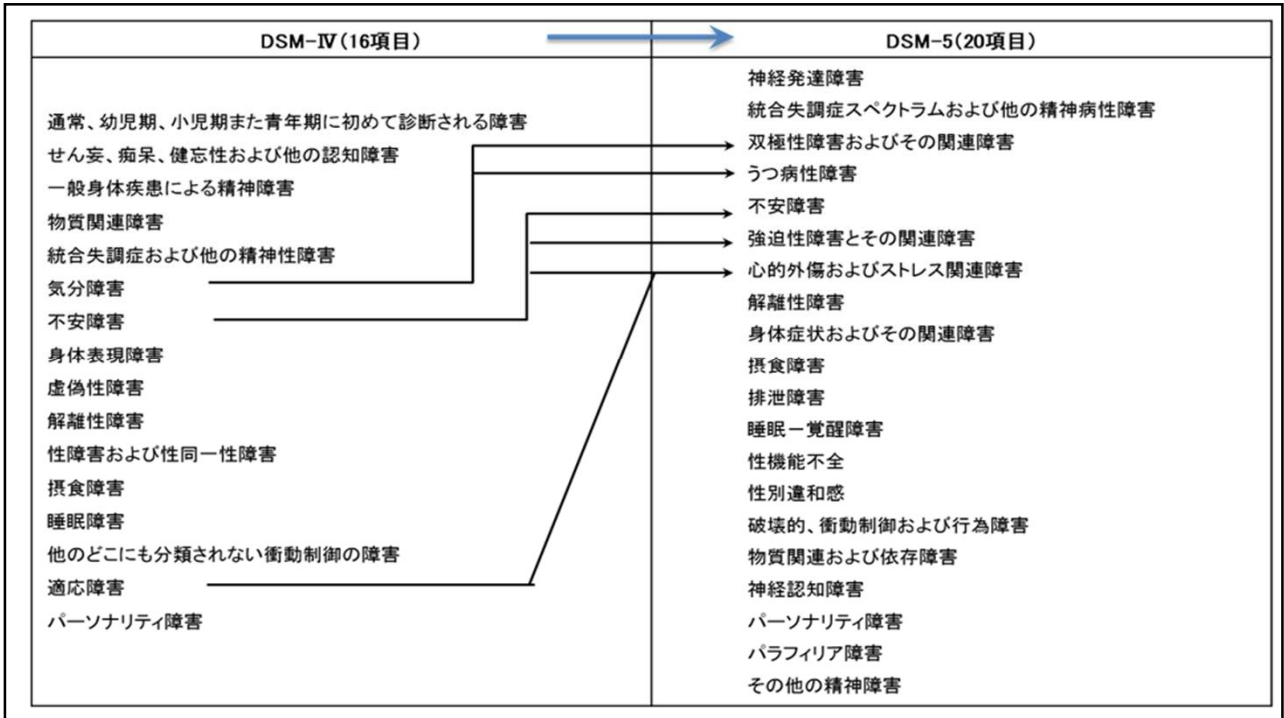 DSM-Ⅳ(16項目)
通常、幼児期、小児期また青年期に初めて診断される障害
せん妄、痴呆、健忘性および他の認知障害
一般身体疾患による精神障害
物質関連障害
統合失調症および他の精神性障害
気分障害
不安障害
身体表現障害
虚偽性障害
解離性障害
性障害および性同一性障害
摂食障害
睡眠障害
他のどこにも分類されない衝動制御の障害
適応障害
パーソナリティ障害
DSM-5(20項目)
神経発達障害
統合失調症スペクトラムおよび他の精神病性障害
双極性障害およびその関連障害
うつ病性障害
不安障害
強迫性障害とその関連障害
心的外傷およびストレス関連障害
解離性障害
身体症状およびその関連障害
摂食障害
排泄障害
睡眠-覚醒障害
性機能不全
性別違和感
破壊的、衝動制御および行為障害
物質関連および依存障害
神経認知障害
パーソナリティ障害
パラフィリア障害
その他の精神障害